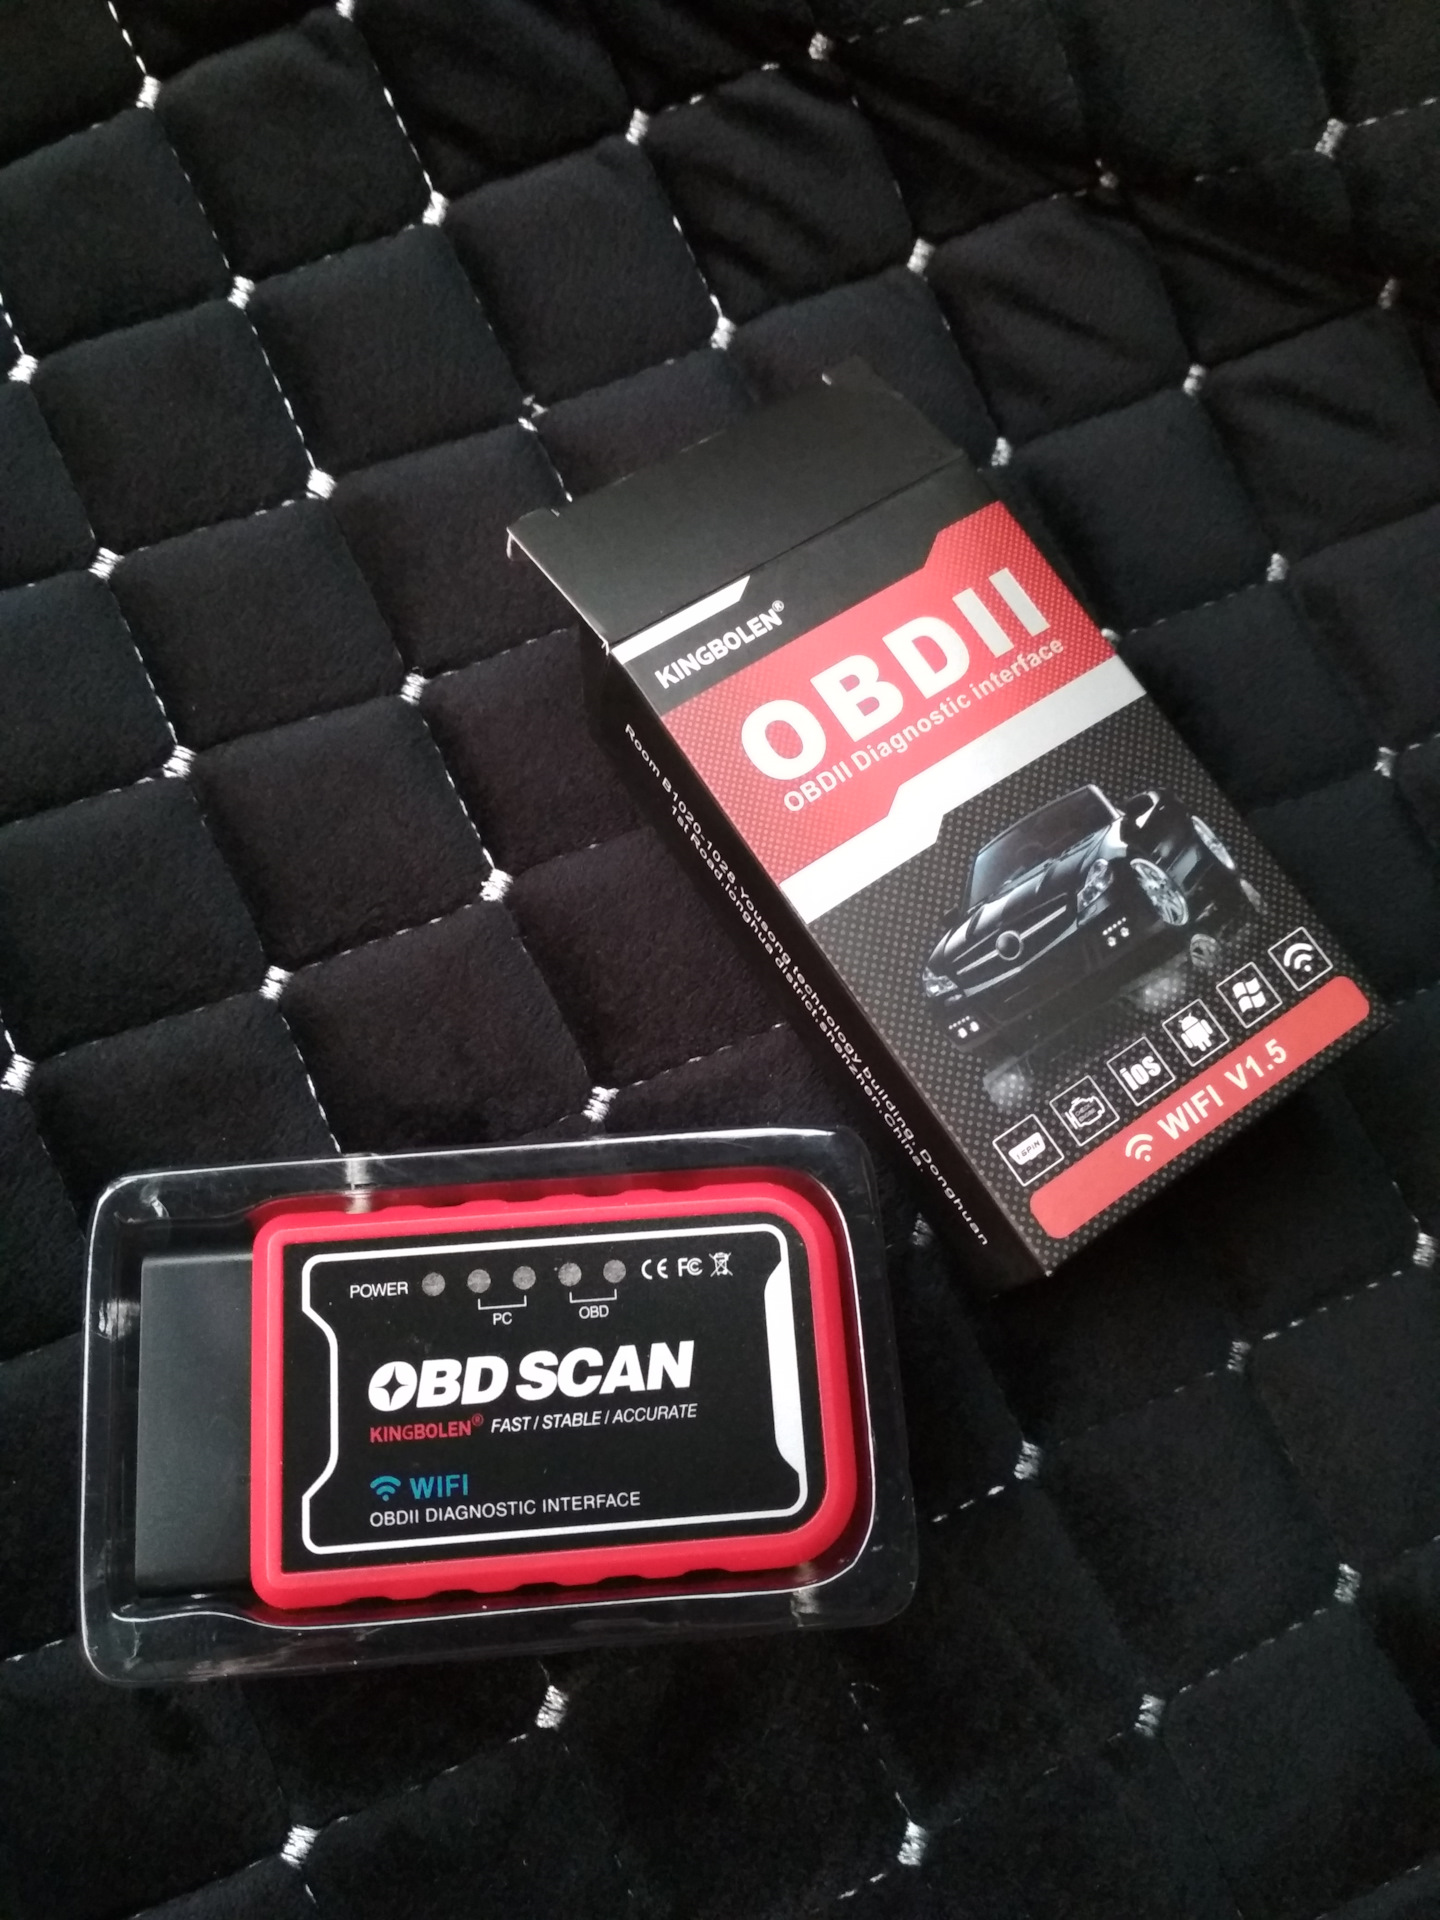 KINGBOLEN®
OBDII
OBDII Diagnostic interface
Room B1020-1028,Yousong technology building, Donghuan
1st Road,longhua district,shenzhen.China.
16PIN
iOS
WIFI V1.5
POWER
PC
OBD
CE FC
OBD SCAN
KINGBOLEN® FAST / STABLE / ACCURATE
WIFI
OBDII DIAGNOSTIC INTERFACE